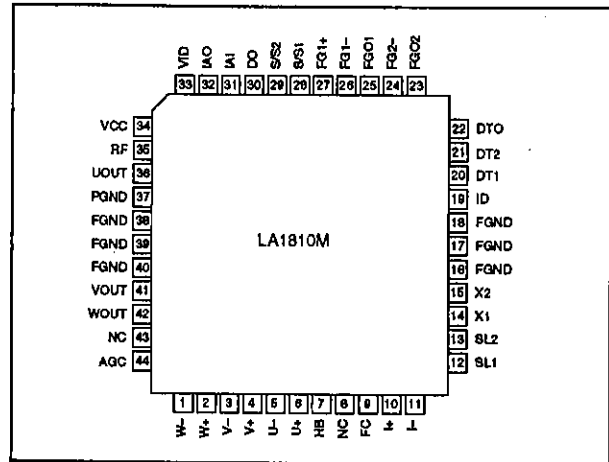 VID IAO IAI DO S/S2 S/S1 FG1+ FG1- FGO1 FG2- FGO2
33 32 31 30 29 28 27 26 25 24 23
VCC 34
RF 35
UOUT 36
PGND 37
FGND 38
FGND 39
FGND 40
VOUT 41
WOUT 42
NC 43
AGC 44
LA1810M
22 DTO
21 DT2
20 DT1
19 ID
18 FGND
17 FGND
16 FGND
15 X2
14 X1
13 SL2
12 SL1
1 2 3 4 5 6 7 8 9 10 11
W- W+ V- V+ U- U+ HB NC FC I+ I-